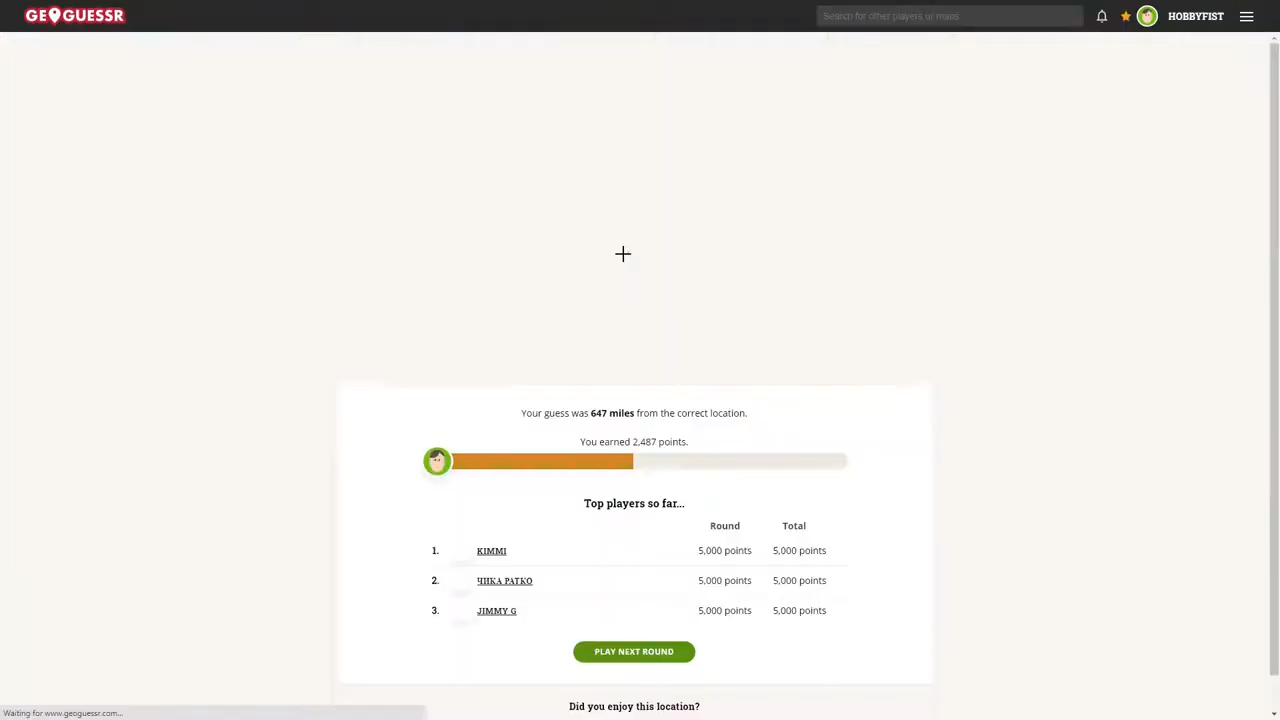 GEOGUESSR
Search for other players or maps
HOBBYFIST
Your guess was 647 miles from the correct location.
You earned 2,487 points.
Top players so far...
Round Total
1. KIMMI 5,000 points 5,000 points
2. ЧИКА РАТКО 5,000 points 5,000 points
3. JIMMY G 5,000 points 5,000 points
PLAY NEXT ROUND
Did you enjoy this location?
Waiting for www.geoguessr.com...